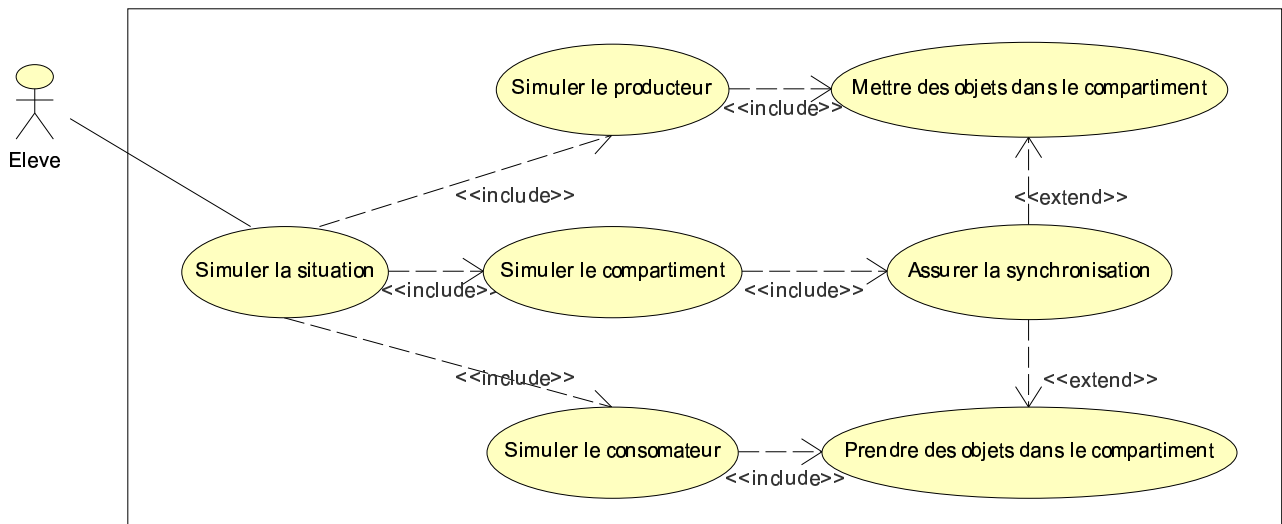 Simuler le producteur
<<include>>
Mettre des objets dans le compartiment
Eleve
<<include>>
<<extend>>
Simuler la situation
<<include>>
Simuler le compartiment
<<include>>
Assurer la synchronisation
<<include>>
<<extend>>
Simuler le consomateur
<<include>>
Prendre des objets dans le compartiment